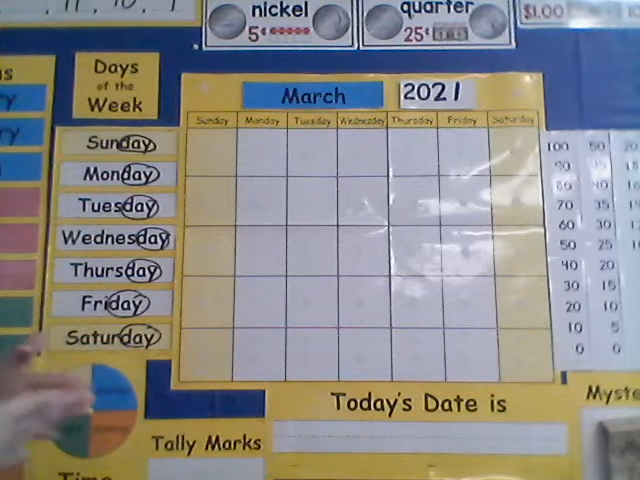 nickel
5¢
quarter
25¢
$1.00
Days
of the
Week
Sunday
Monday
Tuesday
Wednesday
Thursday
Friday
Saturday
March 2021
Sunday Monday Tuesday Wednesday Thursday Friday Saturday
100 50
90 45
80 40
70 35
60 30
50 25
40 20
30 15
20 10
10 5
0 0
Today's Date is
Tally Marks
Time
Myste